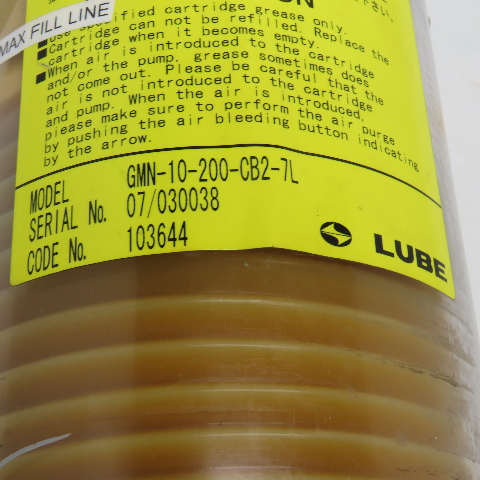 MAX FILL LINE
■Use specified cartridge grease only.
■Cartridge can not be refilled. Replace the
cartridge when it becomes empty.
■When air is introduced to the cartridge
and/or the pump, grease sometimes does
not come out. Please be careful that the
air is not introduced to the cartridge
and pump. When the air is introduced,
please make sure to perform the air purge
by pushing the air bleeding button indicating
by the arrow.
MODEL GMN-10-200-CB2-7L
SERIAL No. 07/030038
CODE No. 103644
LUBE